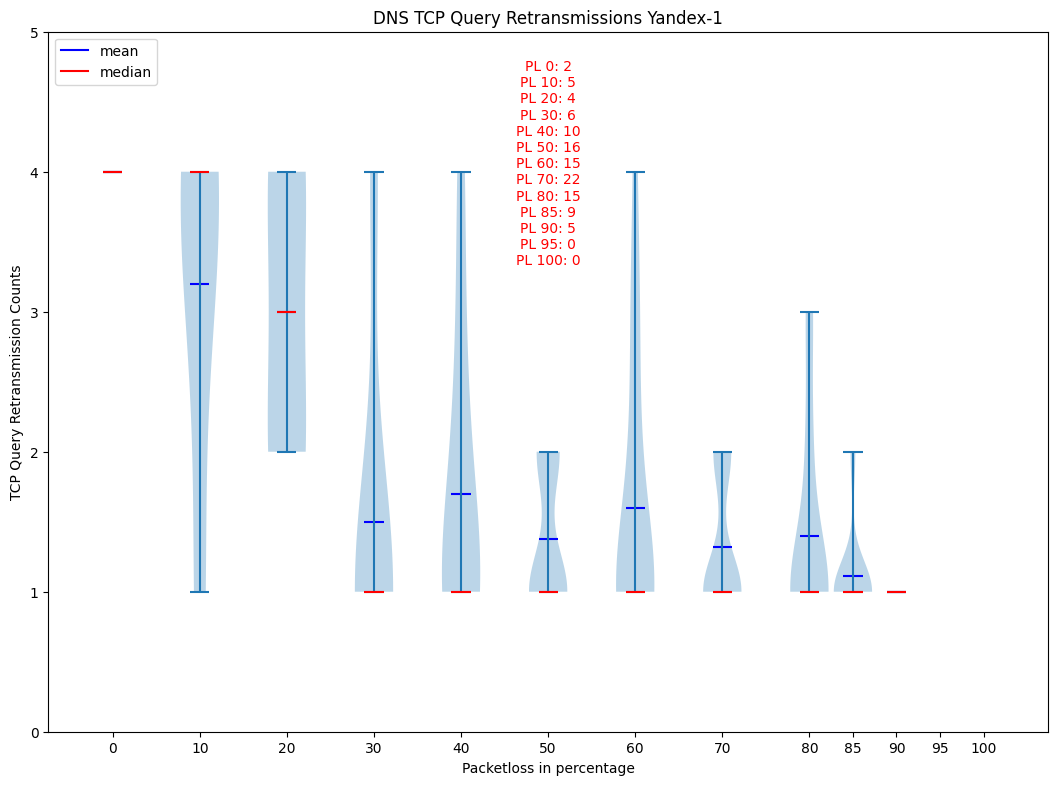 DNS TCP Query Retransmissions Yandex-1
mean
median
PL 0: 2
PL 10: 5
PL 20: 4
PL 30: 6
PL 40: 10
PL 50: 16
PL 60: 15
PL 70: 22
PL 80: 15
PL 85: 9
PL 90: 5
PL 95: 0
PL 100: 0
TCP Query Retransmission Counts
5
4
3
2
1
0
0 10 20 30 40 50 60 70 80 85 90 95 100
Packetloss in percentage